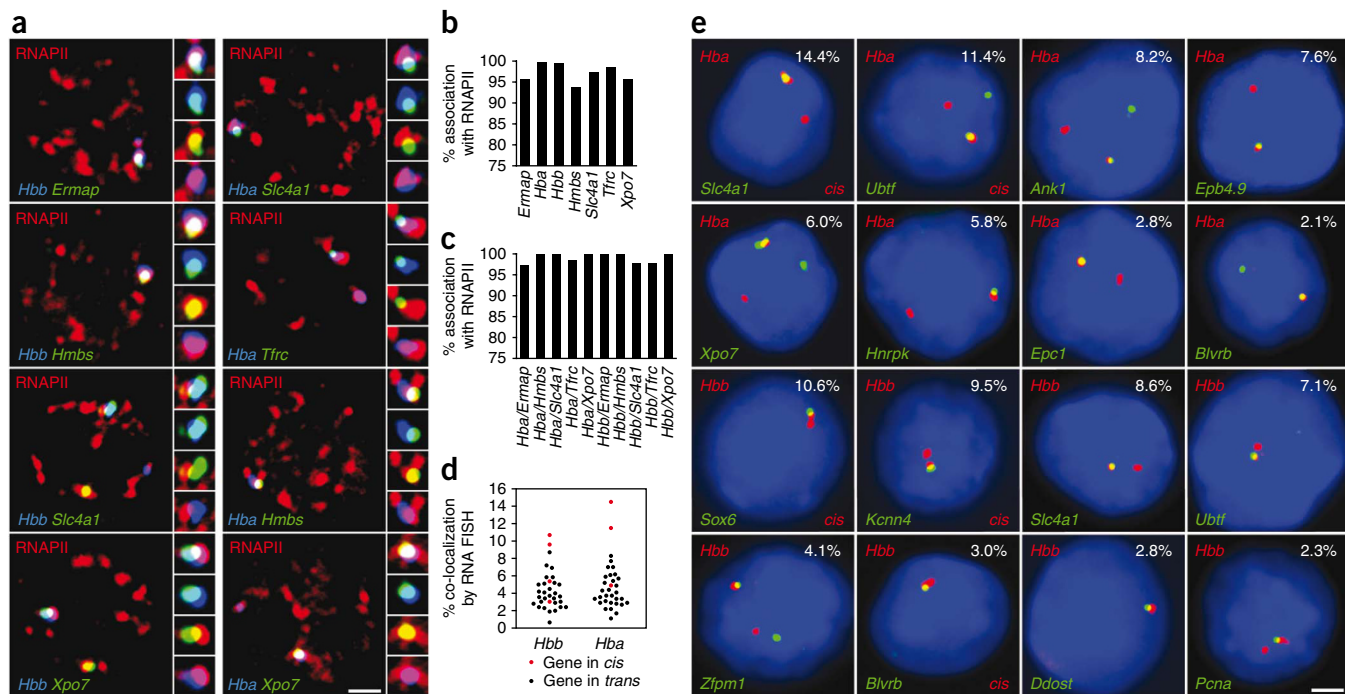 a
RNAPII
Hbb Ermap
RNAPII
Hba Slc4a1
RNAPII
Hbb Hmbs
RNAPII
Hba Tfrc
RNAPII
Hbb Slc4a1
RNAPII
Hba Hmbs
RNAPII
Hbb Xpo7
RNAPII
Hba Xpo7
b
% association
with RNAPII
100
95
90
85
80
75
Ermap
Hba
Hbb
Hmbs
Slc4a1
Tfrc
Xpo7
c
% association
with RNAPII
100
95
90
85
80
75
Hba/Ermap
Hba/Hmbs
Hba/Slc4a1
Hba/Tfrc
Hba/Xpo7
Hbb/Ermap
Hbb/Hmbs
Hbb/Slc4a1
Hbb/Tfrc
Hbb/Xpo7
d
% co-localization
by RNA FISH
16
14
12
10
8
6
4
2
0
Hbb
Hba
Gene in cis
Gene in trans
e
Hba 14.4%
Slc4a1 cis
Hba 11.4%
Ubtf cis
Hba 8.2%
Ank1
Hba 7.6%
Epb4.9
Hba 6.0%
Xpo7
Hba 5.8%
Hnrpk
Hba 2.8%
Epc1
Hba 2.1%
Blvrb
Hbb 10.6%
Sox6 cis
Hbb 9.5%
Kcnn4 cis
Hbb 8.6%
Slc4a1
Hbb 7.1%
Ubtf
Hbb 4.1%
Zfpm1
Hbb 3.0%
Blvrb cis
Hbb 2.8%
Ddost
Hbb 2.3%
Pcna